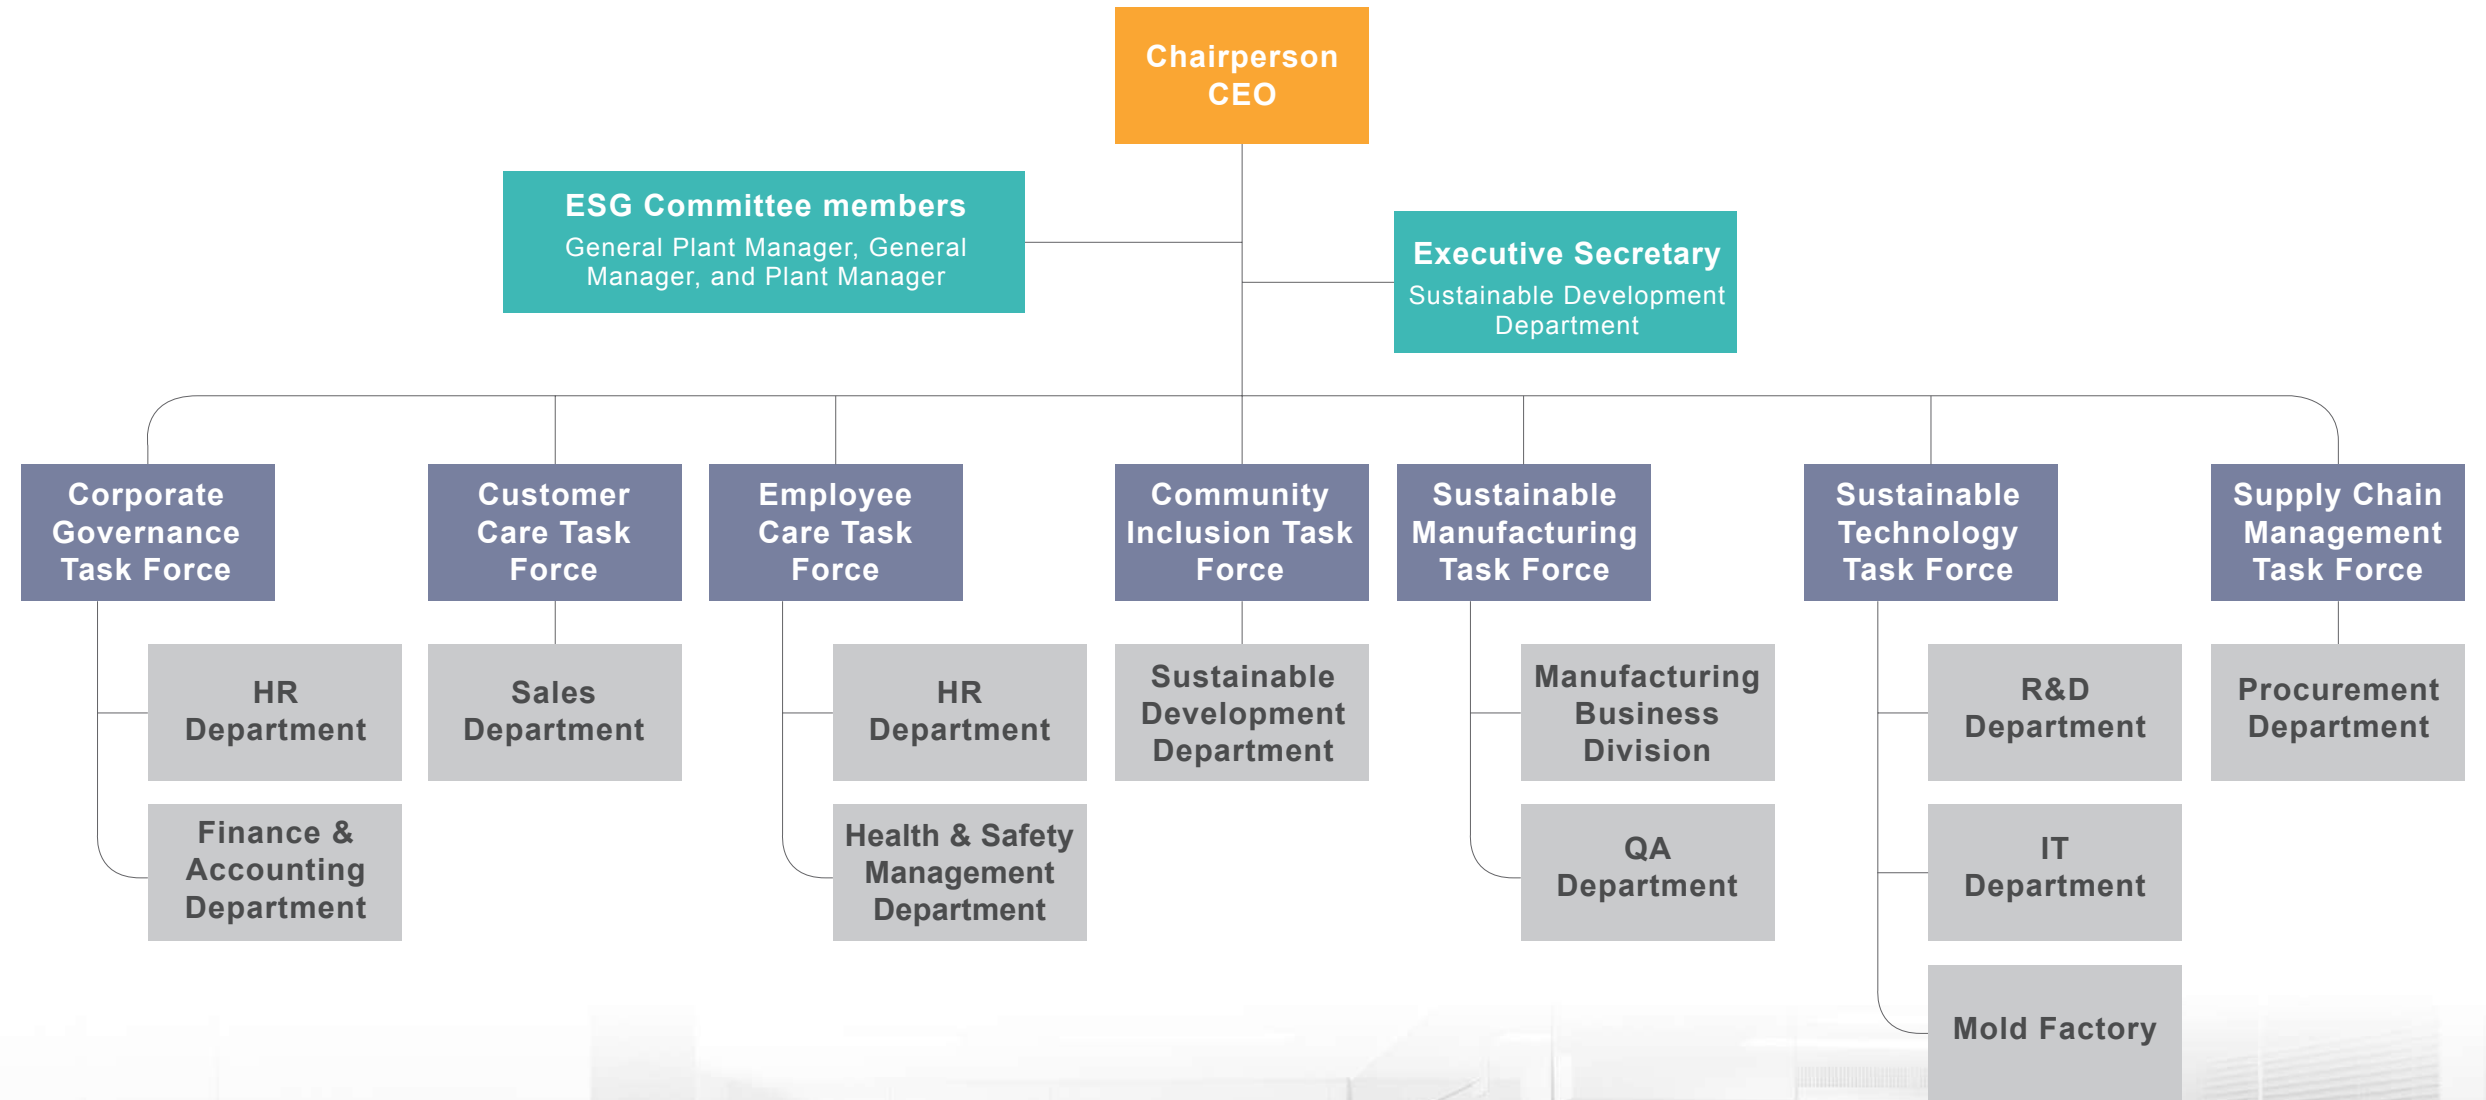 Chairperson
CEO
ESG Committee members
General Plant Manager, General
Manager, and Plant Manager
Executive Secretary
Sustainable Development
Department
Corporate
Governance
Task Force
Customer
Care Task
Force
Employee
Care Task
Force
Community
Inclusion Task
Force
Sustainable
Manufacturing
Task Force
Sustainable
Technology
Task Force
Supply Chain
Management
Task Force
HR
Department
Sales
Department
HR
Department
Sustainable
Development
Department
Manufacturing
Business
Division
R&D
Department
Procurement
Department
Finance &
Accounting
Department
Health & Safety
Management
Department
QA
Department
IT
Department
Mold Factory